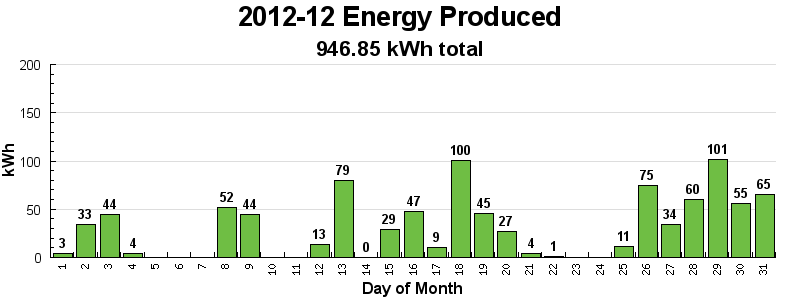 2012-12 Energy Produced
946.85 kWh total
200
150
100
50
0
kWh
3 33 44 4 52 44 13 79 0 29 47 9 100 45 27 4 1 11 75 34 60 101 55 65
1 2 3 4 5 6 7 8 9 10 11 12 13 14 15 16 17 18 19 20 21 22 23 24 25 26 27 28 29 30 31
Day of Month